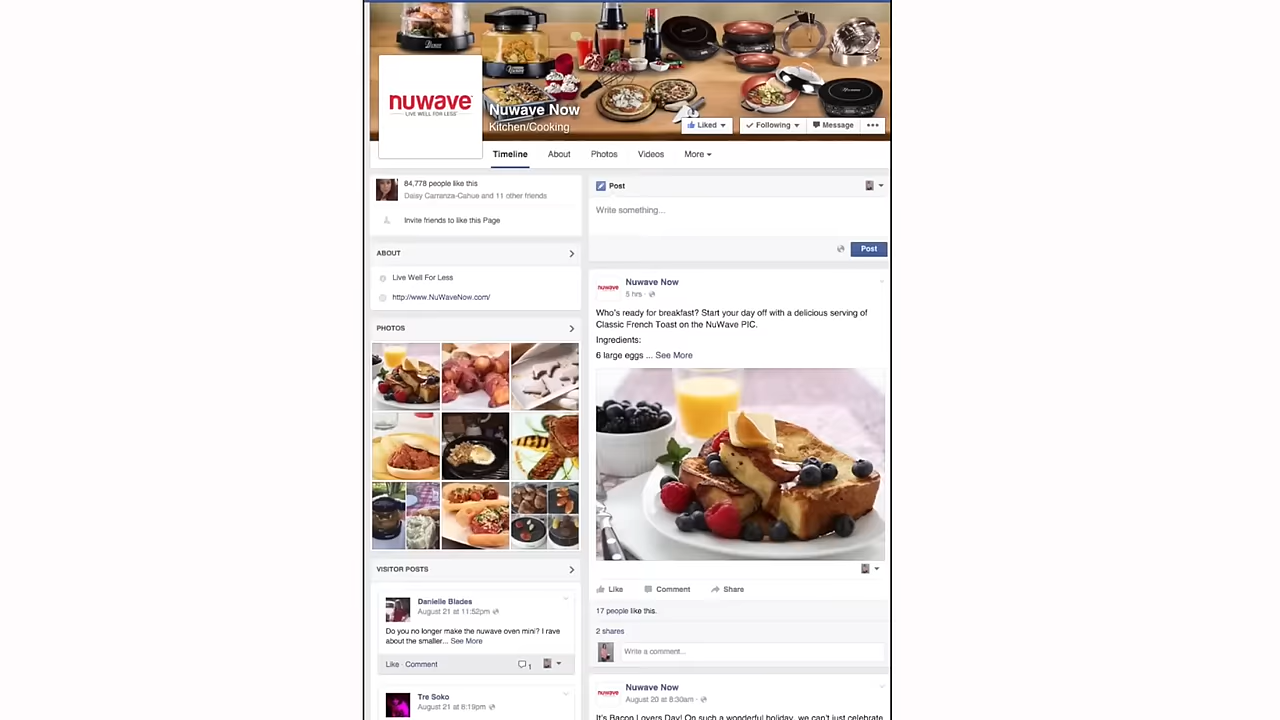 nuwave
LIVE WELL FOR LESS
Nuwave Now
Kitchen/Cooking
Liked
Following
Message
Timeline
About
Photos
Videos
More
84,778 people like this
Daisy Carranza-Cahue and 11 other friends
Invite friends to like this Page
ABOUT
Live Well For Less
http://www.NuWaveNow.com/
PHOTOS
VISITOR POSTS
Danielle Blades
August 21 at 11:52pm
Do you no longer make the nuwave oven mini? I rave
about the smaller... See More
Like · Comment
1
Tre Soko
August 21 at 8:19pm
Post
Write something...
Post
Nuwave Now
nuwave
5 hrs ·
Who's ready for breakfast? Start your day off with a delicious serving of
Classic French Toast on the NuWave PIC.
Ingredients:
6 large eggs ... See More
Like
Comment
Share
17 people like this.
2 shares
Write a comment...
Nuwave Now
nuwave
August 20 at 8:30am ·
It's Bacon Lovers Day! On such a wonderful holiday, we can't just celebrate